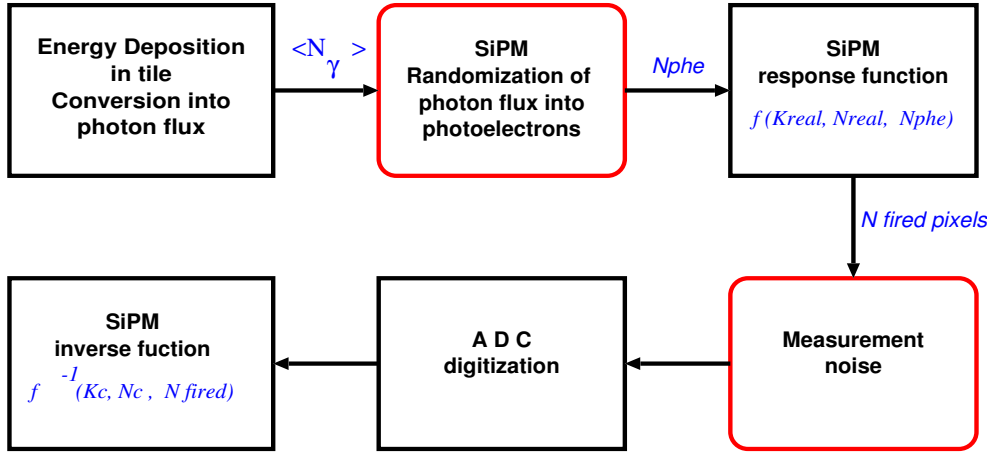 Energy Deposition
in tile
Conversion into
photon flux
<N γ >
SiPM
Randomization of
photon flux into
photoelectrons
Nphe
SiPM
response function
f (Kreal, Nreal, Nphe)
N fired pixels
Measurement
noise
A D C
digitization
SiPM
inverse fuction
f -1 (Kc, Nc , N fired)